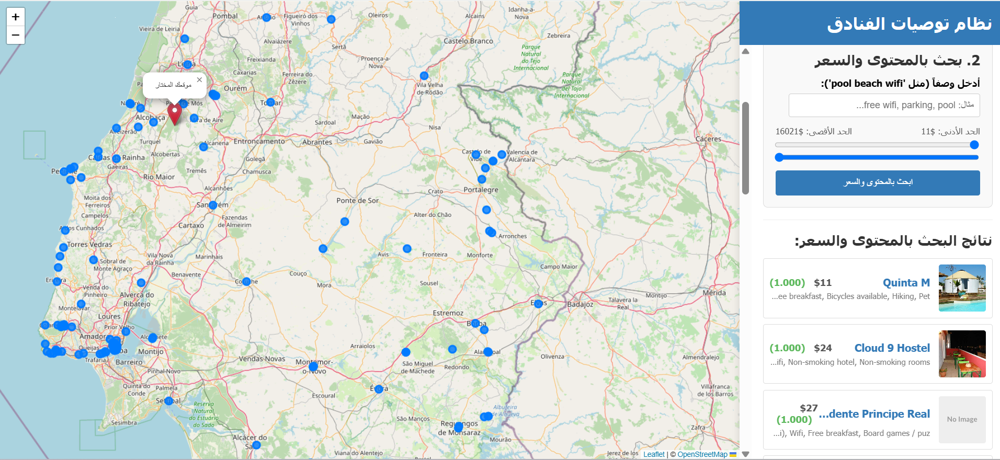 نظام توصيات الفنادق
2. بحث بالمحتوى والسعر
أدخل وصفاً (مثل 'pool beach wifi'):
مثال: free wifi, parking, pool...
الحد الأدنى: $11
الحد الأقصى: $16021
ابحث بالمحتوى والسعر
نتائج البحث بالمحتوى والسعر:
Quinta M
$11
(1.000)
ee breakfast, Bicycles available, Hiking, Pet...
Cloud 9 Hostel
$24
(1.000)
ifi, Non-smoking hotel, Non-smoking rooms...
dente Principe Real...
$27
(1.000)
i), Wifi, Free breakfast, Board games / puz...
No Image
+
−
موقعك المختار
×
Guia
Pombal
Figueiró dos
Vinhos
Oleiros
Alcains
Idanha-a-
Nova
Vieira de Leiria
Alvaiázere
Sertã
Castelo Branco
Zebreira
Freixianda
Proença-a-
Nova
Parque
Natural
do Tejo
Internacional
Caxarias
Ferreira do
Zêzere
Ourém
Vila Velha
de Ródão
Parque
Natural
del Tajo
Internacional
Alcobaça
Mação
Sardoal
Nisa
Alfeizerão
Turquel
Alcanena
Entroncamento
Abrantes
Gavião
Cáceres
Alcobertas
Golegã
Valencia de
Alcántara
Gaeiras
Tremês
Chamusca
Rio Maior
Alcanhões
Crato
Portalegre
Moita dos
Ferreiros
Ponte de Sor
Campelos
Fazendas
de Almeirim
Alter do Chão
Cartaxo
Arronches
Torres Vedras
Vila Nova
da Rainha
Marinhais
Avis
Fronteira
Monforte
Sobral de
Monte Agraço
Benavente
Couço
Campo Maior
Mora
Sousel
Venda do
Pinheiro
Alverca do
Ribatejo
Mérida
Montijo
Talavera la
Real
Badajoz
Montelavar
Loures
Estremoz
Prior Velho
Amadora
Queijas
Montijo
Arraiolos
Trafaria
Barreiro
Vendas Novas
São Miguel
de Machede
Redondo
Olivenza
Almendralejo
Montemor-
o-Novo
Pinhal Novo
Quinta do
Conde
Palmela
Escoural
Villafranca
de los Barros
Setúbal
Reserva
Natural
do Estuário
do Sado
Sesimbra
São Manços
Albufeira
de Alqueva
Reguengos
de Monsaraz
Mourão
Zafra
Alcácer do
Viana do Alentejo
Jerez de los
Leaflet | © OpenStreetMap